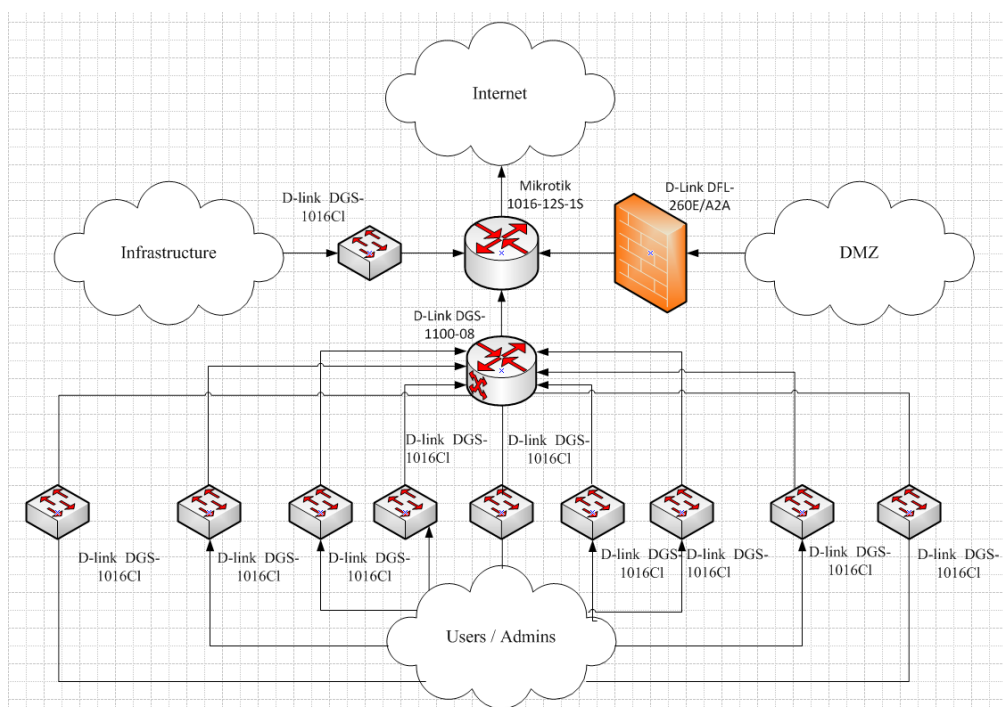 Internet
Mikrotik
1016-12S-1S
D-Link DFL-
260E/A2A
D-link DGS-
1016Cl
Infrastructure
DMZ
D-Link DGS-
1100-08
D-link DGS-
1016Cl
D-link DGS-
1016Cl
D-link DGS-
1016Cl
D-link DGS-
1016Cl
D-link DGS-
1016Cl
D-link DGS-
1016Cl
D-link DGS-
1016Cl
D-link DGS-
1016Cl
D-link DGS-
1016Cl
Users / Admins